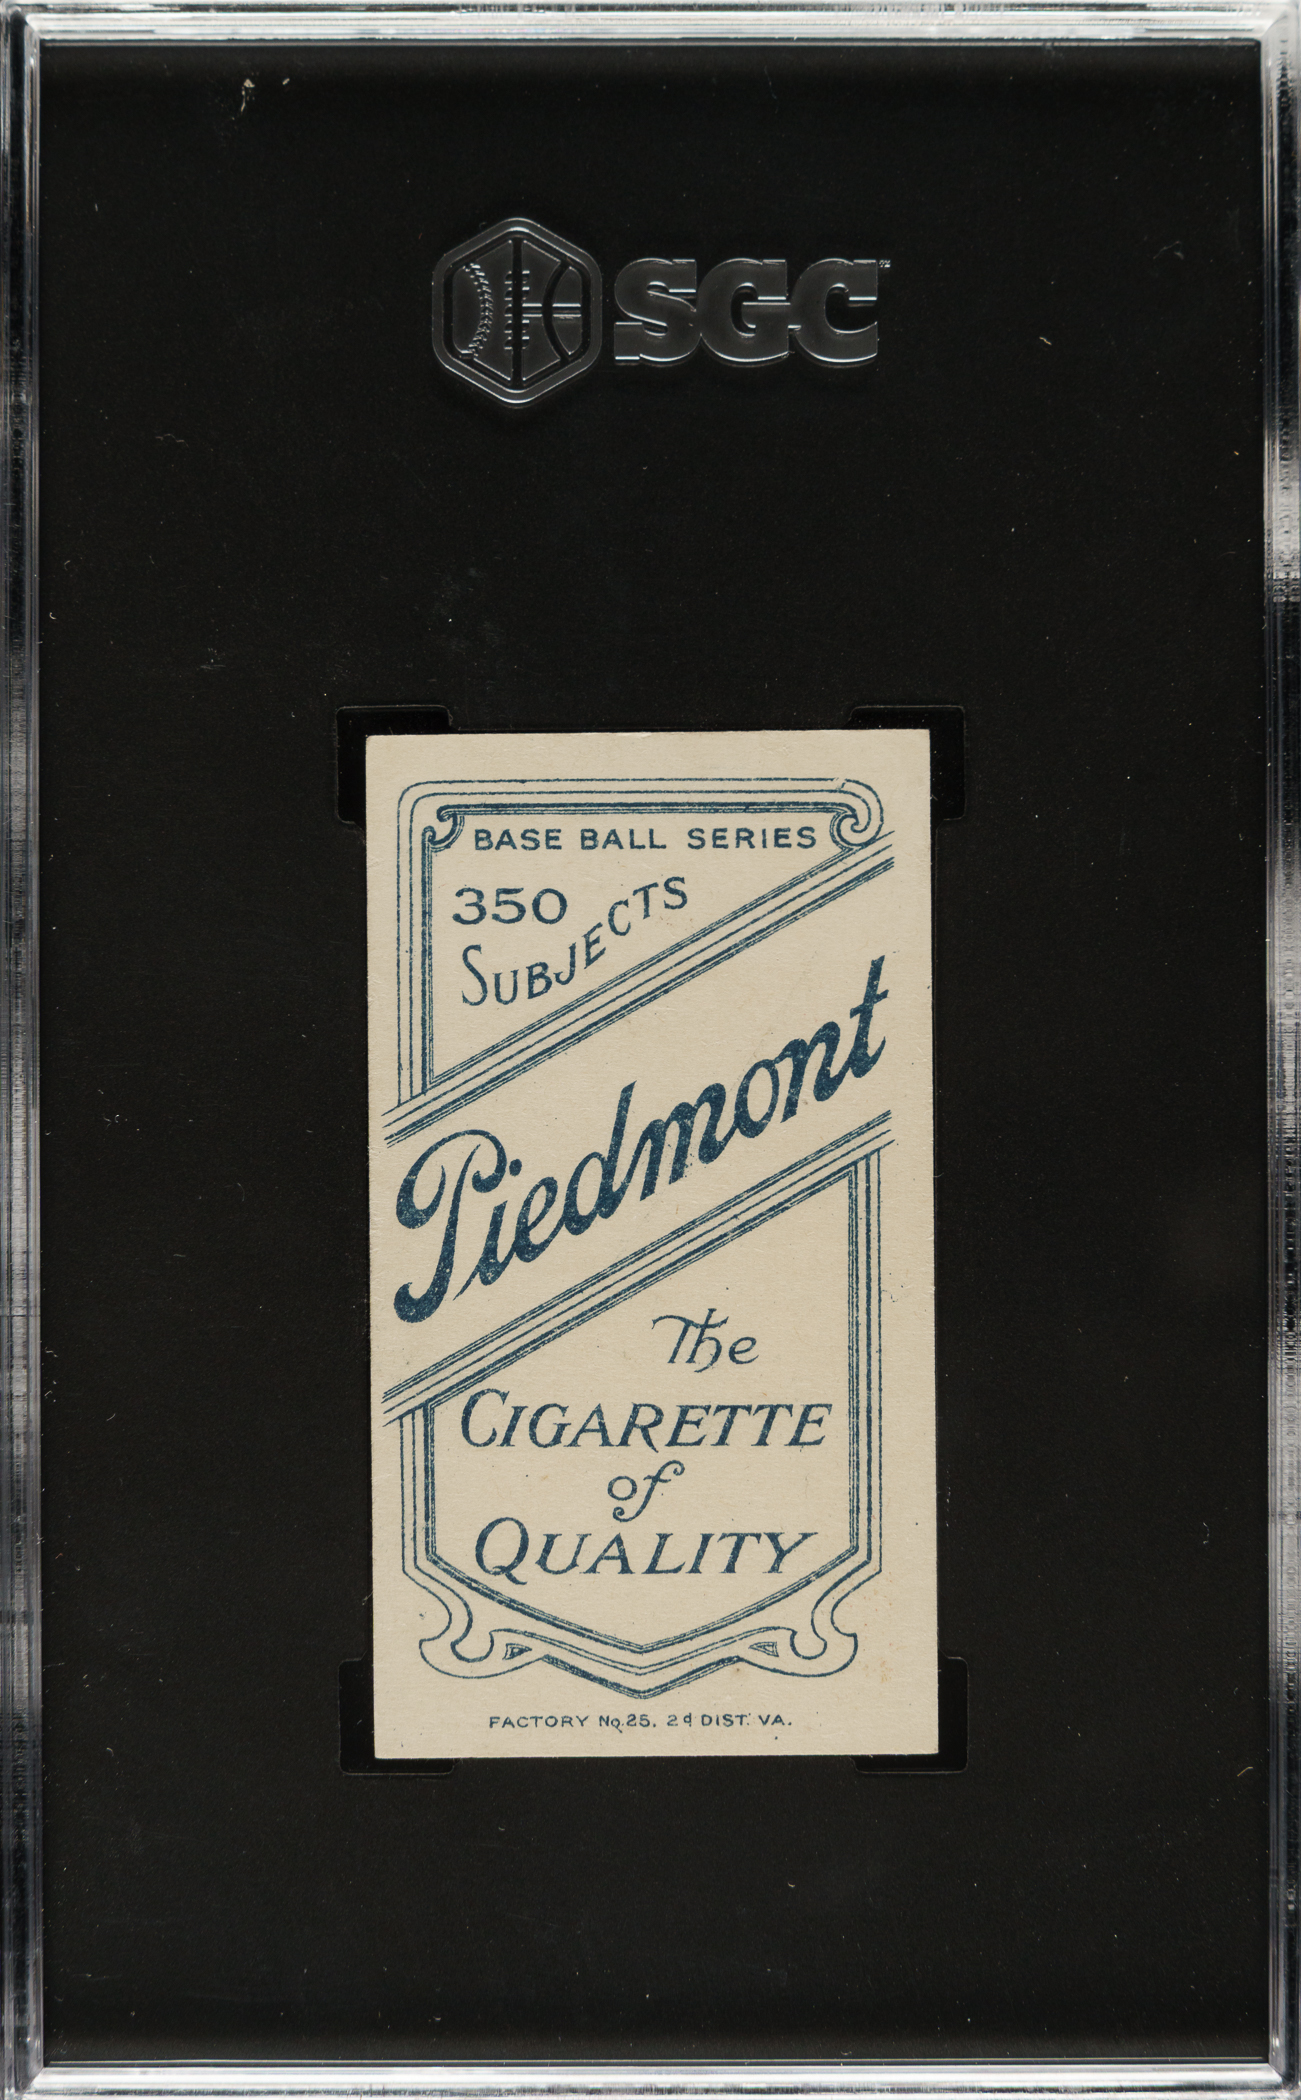 SGC
BASE BALL SERIES
350
SUBJECTS
Piedmont
The
CIGARETTE
of
QUALITY
FACTORY No. 25, 2d DIST. VA.